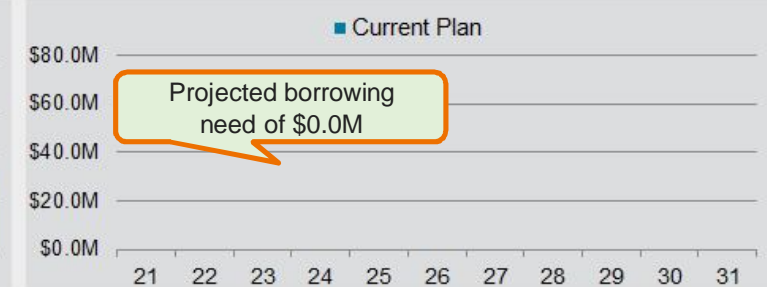 Current Plan
$80.0M
$60.0M
Projected borrowing
need of $0.0M
$40.0M
$20.0M
$0.0M
21 22 23 24 25 26 27 28 29 30 31